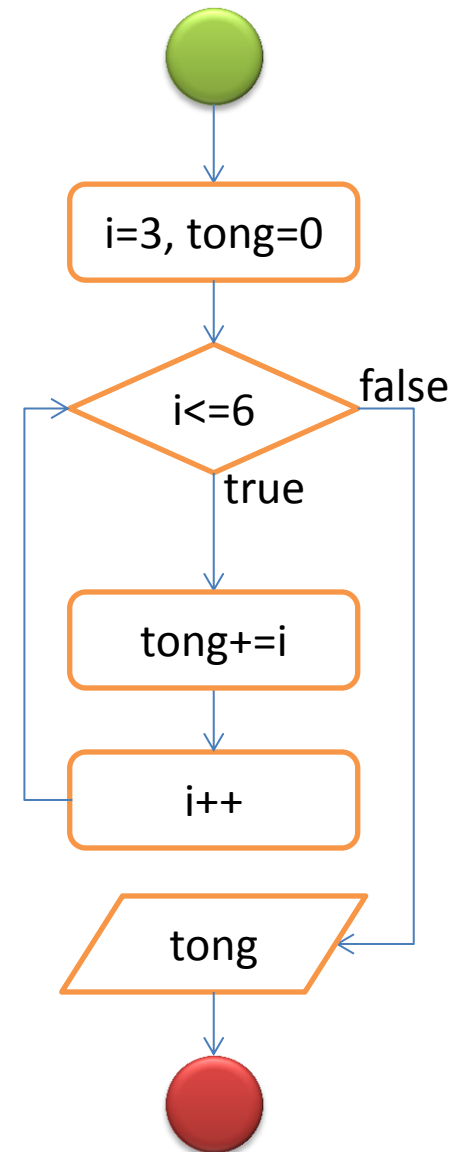 i=3, tong=0
i<=6
false
true
tong+=i
i++
tong